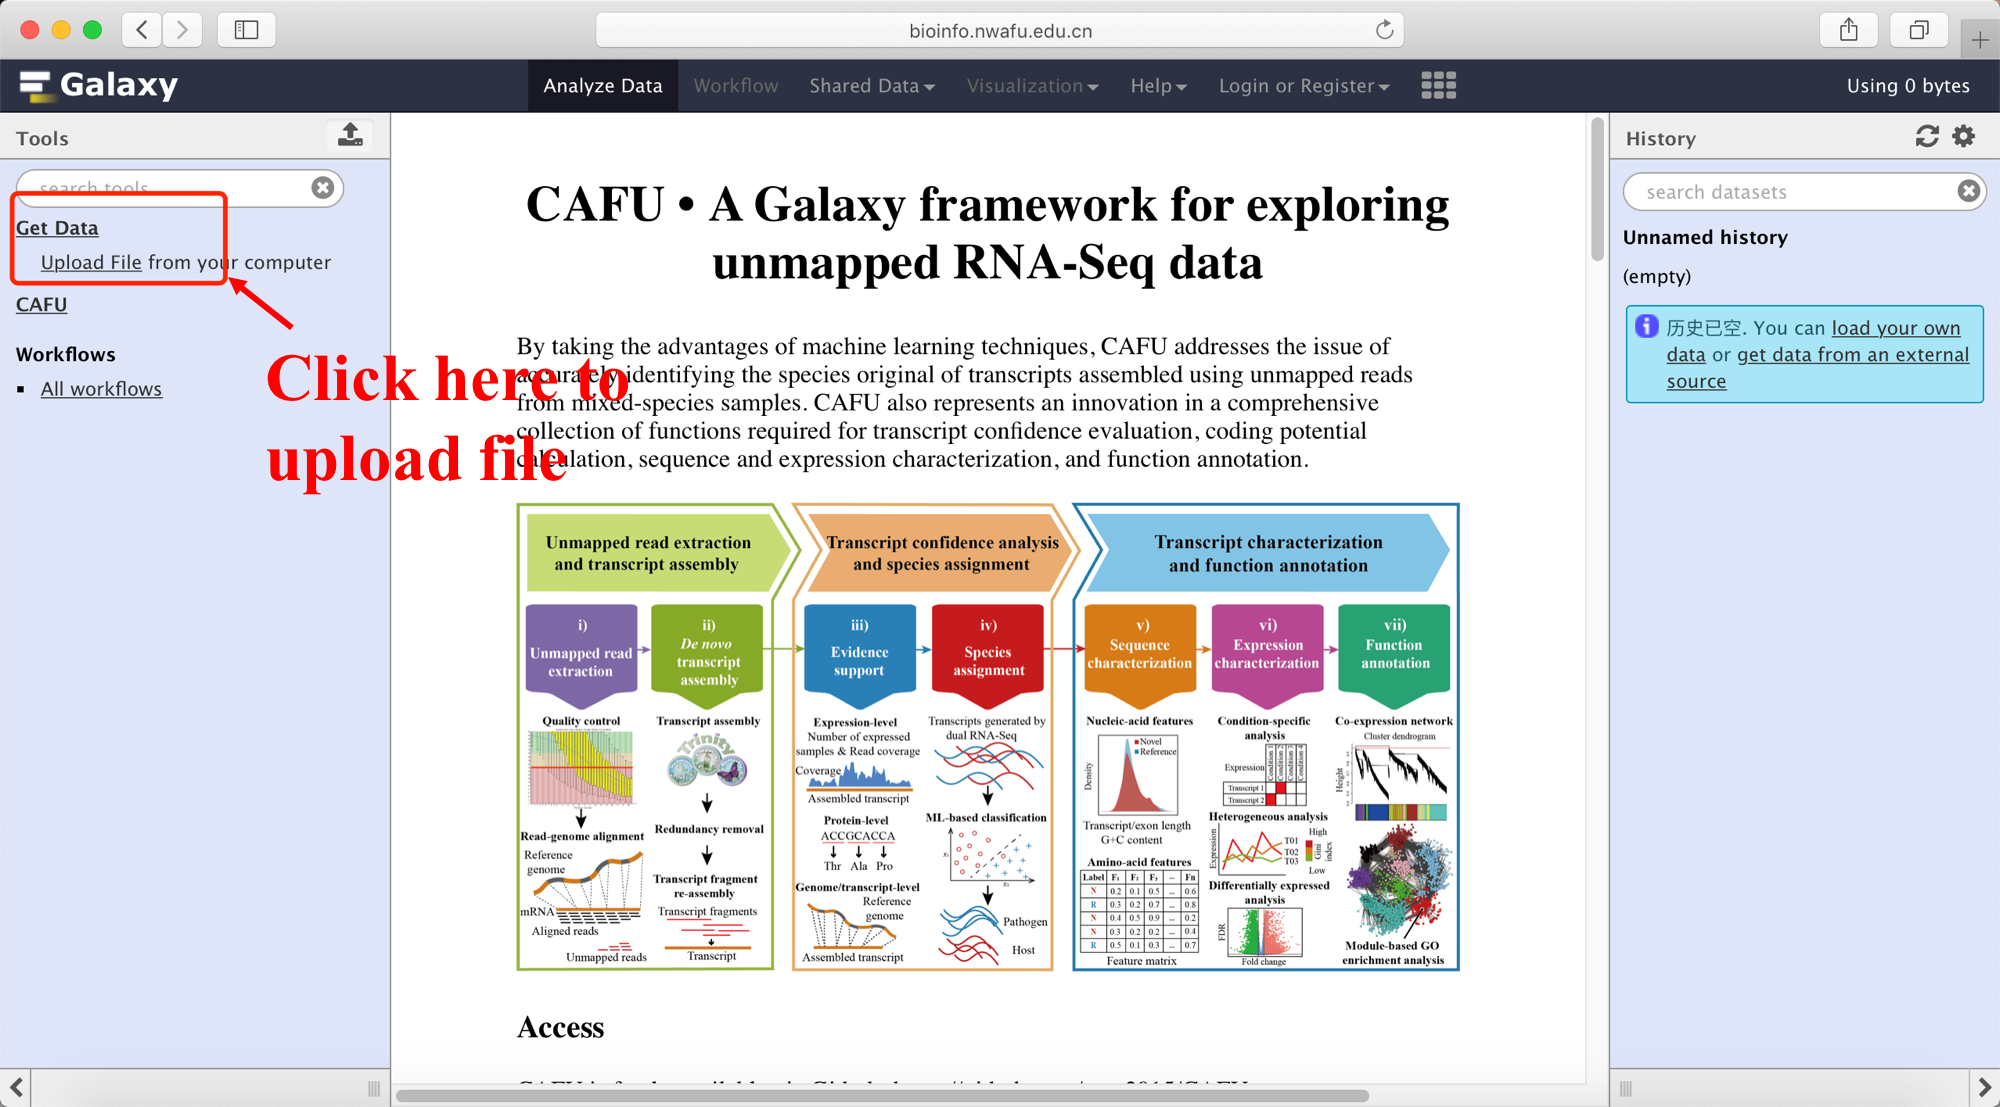 bioinfo.nwafu.edu.cn
Galaxy
Analyze Data
Workflow
Shared Data
Visualization
Help
Login or Register
Using 0 bytes
Tools
search tools
Get Data
Upload File from your computer
CAFU
Workflows
All workflows
Click here to
upload file
CAFU • A Galaxy framework for exploring
unmapped RNA-Seq data
By taking the advantages of machine learning techniques, CAFU addresses the issue of
accurately identifying the species original of transcripts assembled using unmapped reads
from mixed-species samples. CAFU also represents an innovation in a comprehensive
collection of functions required for transcript confidence evaluation, coding potential
calculation, sequence and expression characterization, and function annotation.
Unmapped read extraction
and transcript assembly
i)
Unmapped read
extraction
ii)
De novo
transcript
assembly
Quality control
Read-genome alignment
Reference
genome
mRNA
Aligned reads
Unmapped reads
Transcript assembly
Trinity
Redundancy removal
Transcript fragment
re-assembly
Transcript fragments
Transcript
Transcript confidence analysis
and species assignment
iii)
Evidence
support
iv)
Species
assignment
Expression-level
Number of expressed
samples & Read coverage
Coverage
Assembled transcript
Protein-level
ACCGCACCA
Thr Ala Pro
Genome/transcript-level
Reference
genome
Assembled transcript
Transcripts generated by
dual RNA-Seq
ML-based classification
Pathogen
Host
Transcript characterization
and function annotation
v)
Sequence
characterization
vi)
Expression
characterization
vii)
Function
annotation
Nucleic-acid features
Novel
Reference
Density
Transcript/exon length
G+C content
Amino-acid features
Label F₁ F₂ F₃ ... Fn
N 0.2 0.1 0.5 ... 0.6
R 0.3 0.2 0.7 ... 0.8
N 0.4 0.5 0.9 ... 0.2
N 0.3 0.2 0.2 ... 0.4
R 0.5 0.1 0.3 ... 0.7
Feature matrix
Condition-specific
analysis
Expression
Condition 1
Condition 2
Condition 3
Condition 4
Transcript 1
Transcript 2
Heterogeneous analysis
Expression
T01
T02
T03
High
Gini
index
Low
Differentially expressed
analysis
FDR
Fold change
Co-expression network
Cluster dendrogram
Height
Module-based GO
enrichment analysis
Access
History
search datasets
Unnamed history
(empty)
历史已空. You can load your own
data or get data from an external
source